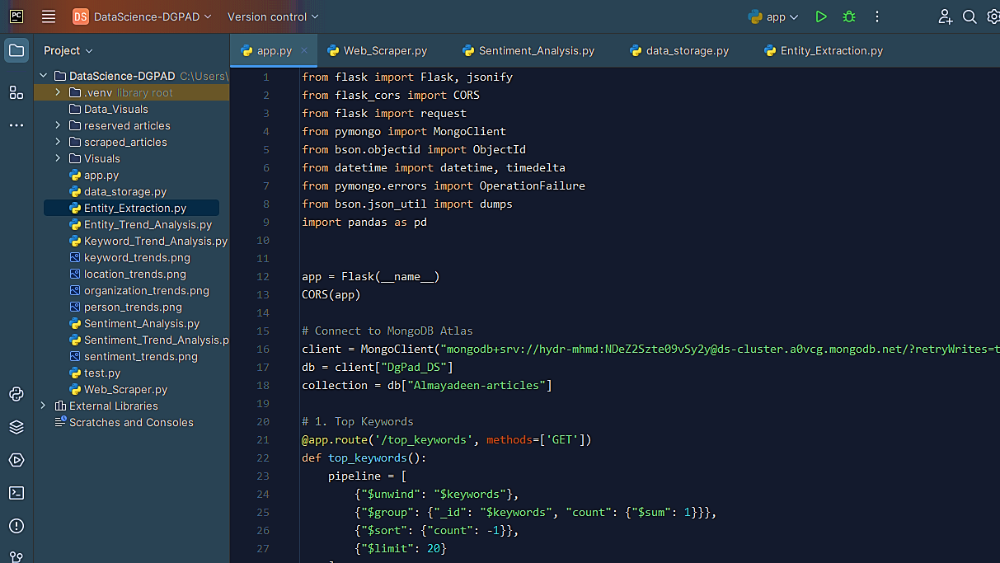 PC
DS DataScience-DGPAD Version control app
Project
app.py Web_Scraper.py Sentiment_Analysis.py data_storage.py Entity_Extraction.py
DataScience-DGPAD C:\Users\
.venv library root
Data_Visuals
reserved articles
scraped_articles
Visuals
app.py
data_storage.py
Entity_Extraction.py
Entity_Trend_Analysis.py
Keyword_Trend_Analysis.py
keyword_trends.png
location_trends.png
organization_trends.png
person_trends.png
Sentiment_Analysis.py
Sentiment_Trend_Analysis.p
sentiment_trends.png
test.py
Web_Scraper.py
External Libraries
Scratches and Consoles
1 from flask import Flask, jsonify
2 from flask_cors import CORS
3 from flask import request
4 from pymongo import MongoClient
5 from bson.objectid import ObjectId
6 from datetime import datetime, timedelta
7 from pymongo.errors import OperationFailure
8 from bson.json_util import dumps
9 import pandas as pd
10
11
12 app = Flask(__name__)
13 CORS(app)
14
15 # Connect to MongoDB Atlas
16 client = MongoClient("mongodb+srv://hydr-mhmd:NDeZ2Szte09vSy2y@ds-cluster.a0vcg.mongodb.net/?retryWrites=t
17 db = client["DgPad_DS"]
18 collection = db["Almayadeen-articles"]
19
20 # 1. Top Keywords
21 @app.route('/top_keywords', methods=['GET'])
22 def top_keywords():
23     pipeline = [
24         {"$unwind": "$keywords"},
25         {"$group": {"_id": "$keywords", "count": {"$sum": 1}}},
26         {"$sort": {"count": -1}},
27         {"$limit": 20}